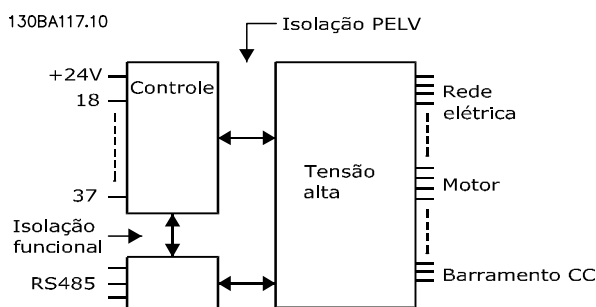 130BA117.10
Isolação PELV
+24V
18
37
Controle
Tensão
alta
Rede
elétrica
Motor
Barramento CC
Isolação
funcional
RS485